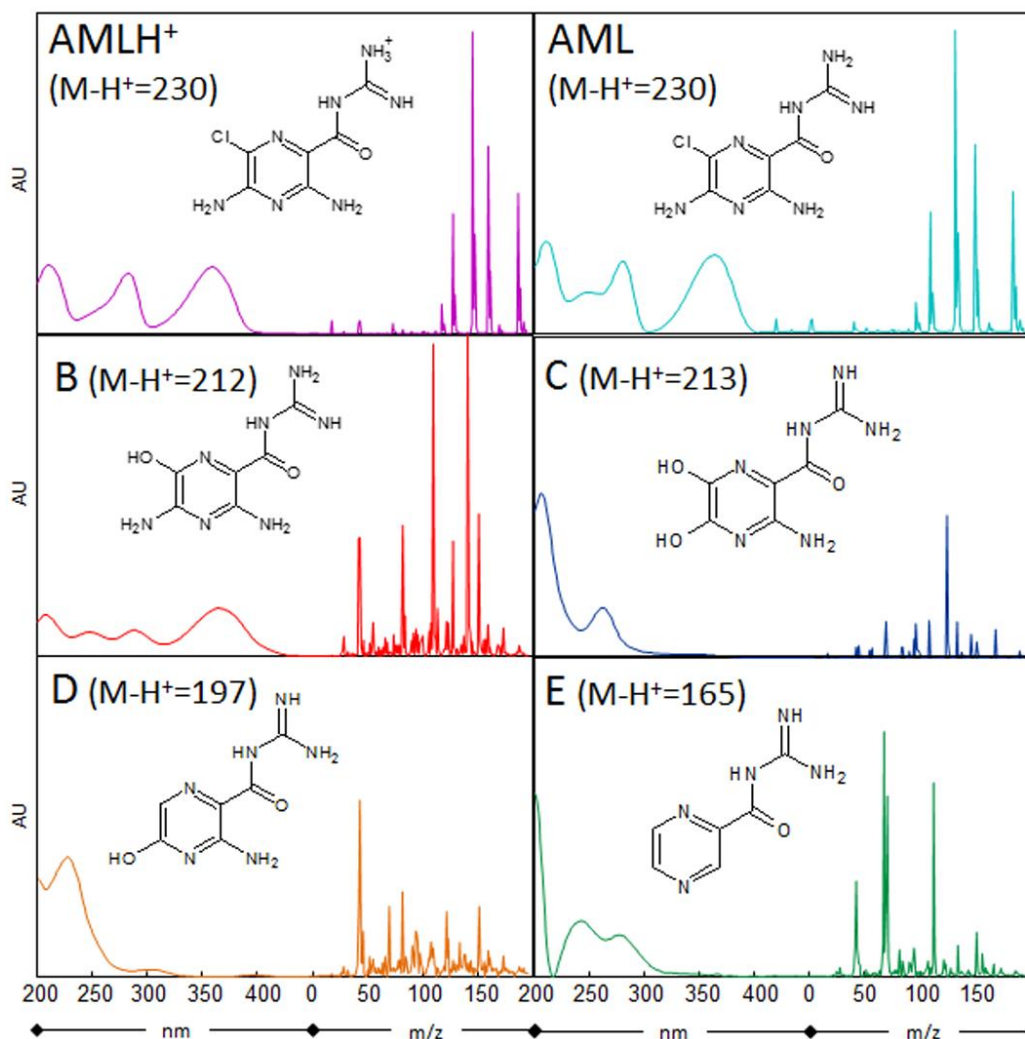 AMLH+
(M-H+=230)
NH3+
HN
NH
Cl
N
O
H2N
N
NH2
AU
AML
(M-H+=230)
NH2
HN
NH
Cl
N
O
H2N
N
NH2
B (M-H+=212)
NH2
HN
NH
HO
N
O
H2N
N
NH2
AU
C (M-H+=213)
NH
HN
NH2
HO
N
O
HO
N
NH2
D (M-H+=197)
NH
HN
NH2
N
O
HO
N
NH2
AU
E (M-H+=165)
NH
HN
NH2
N
O
N
200 250 300 350 0 50 100 150 200 250 300 350 0 50 100 150
nm m/z nm m/z